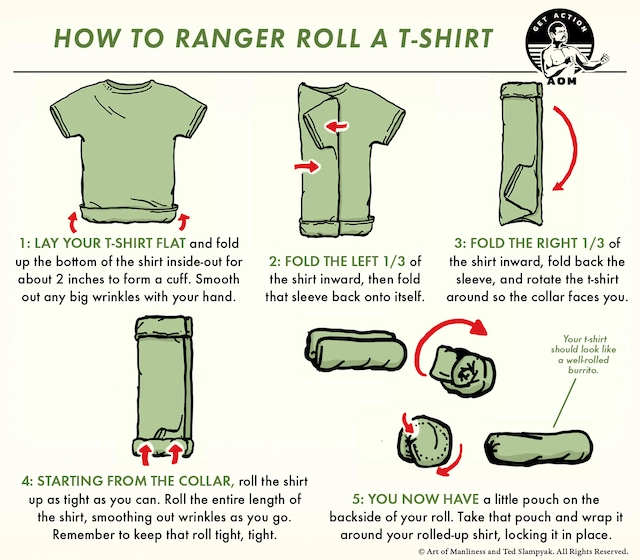 HOW TO RANGER ROLL A T-SHIRT
GET ACTION
AOM
1: LAY YOUR T-SHIRT FLAT and fold
up the bottom of the shirt inside-out for
about 2 inches to form a cuff. Smooth
out any big wrinkles with your hand.
2: FOLD THE LEFT 1/3 of
the shirt inward, then fold
that sleeve back onto itself.
3: FOLD THE RIGHT 1/3 of
the shirt inward, fold back the
sleeve, and rotate the t-shirt
around so the collar faces you.
4: STARTING FROM THE COLLAR, roll the shirt
up as tight as you can. Roll the entire length of
the shirt, smoothing out wrinkles as you go.
Remember to keep that roll tight, tight.
Your t-shirt
should look like
a well-rolled
burrito.
5: YOU NOW HAVE a little pouch on the
backside of your roll. Take that pouch and wrap it
around your rolled-up shirt, locking it in place.
© Art of Manliness and Ted Slampyak. All Rights Reserved.